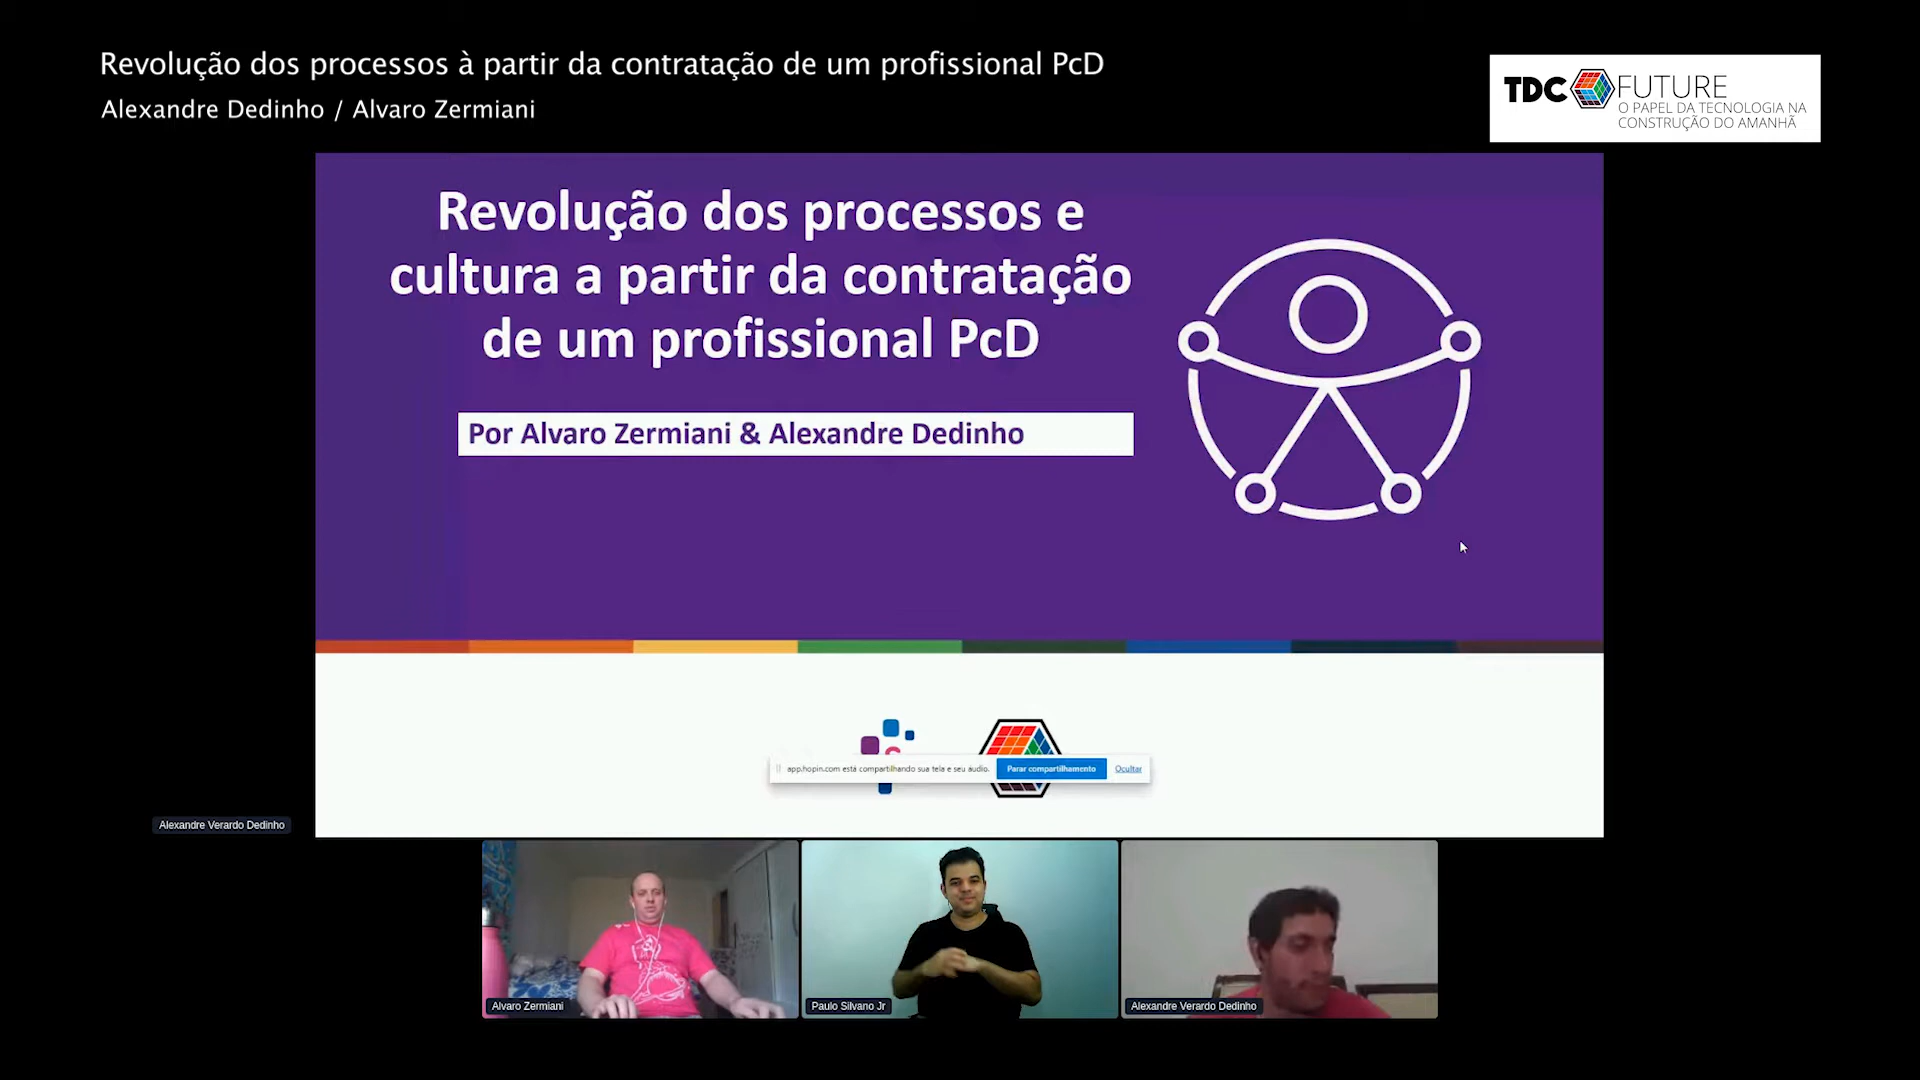 Revolução dos processos à partir da contratação de um profissional PcD
Alexandre Dedinho / Alvaro Zermiani
TDC FUTURE
O PAPEL DA TECNOLOGIA NA
CONSTRUÇÃO DO AMANHÃ
Revolução dos processos e
cultura a partir da contratação
de um profissional PcD
Por Alvaro Zermiani & Alexandre Dedinho
app.hopin.com está compartilhando sua tela e seu áudio.
Parar compartilhamento
Ocultar
Alexandre Verardo Dedinho
Alvaro Zermiani
Paulo Silvano Jr
Alexandre Verardo Dedinho